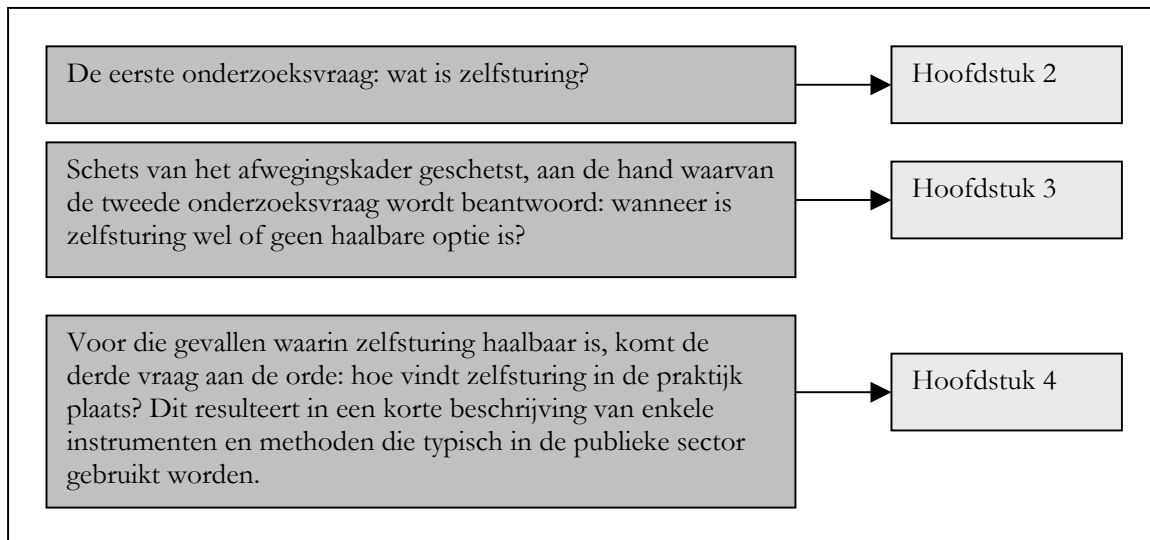 De eerste onderzoeksvraag: wat is zelfsturing?
Hoofdstuk 2
Schets van het afwegingskader geschetst, aan de hand waarvan
de tweede onderzoeksvraag wordt beantwoord: wanneer is
zelfsturing wel of geen haalbare optie is?
Hoofdstuk 3
Voor die gevallen waarin zelfsturing haalbaar is, komt de
derde vraag aan de orde: hoe vindt zelfsturing in de praktijk
plaats? Dit resulteert in een korte beschrijving van enkele
instrumenten en methoden die typisch in de publieke sector
gebruikt worden.
Hoofdstuk 4